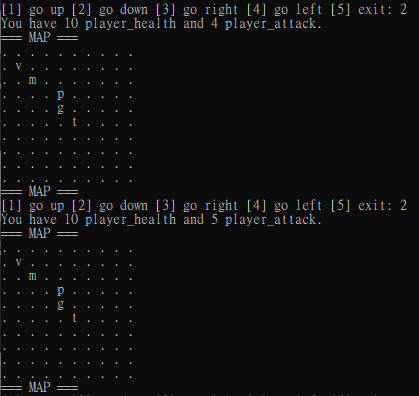 [1] go up [2] go down [3] go right [4] go left [5] exit: 2
You have 10 player_health and 4 player_attack.
=== MAP ===
. . . . . . . . . .
. v . . . . . . . .
. . m . . . . . . .
. . . . p . . . . .
. . . . g . . . . .
. . . . . t . . . .
. . . . . . . . . .
. . . . . . . . . .
. . . . . . . . . .
. . . . . . . . . .
=== MAP ===
[1] go up [2] go down [3] go right [4] go left [5] exit: 2
You have 10 player_health and 5 player_attack.
=== MAP ===
. . . . . . . . . .
. v . . . . . . . .
. . m . . . . . . .
. . . . p . . . . .
. . . . g . . . . .
. . . . . t . . . .
. . . . . . . . . .
. . . . . . . . . .
. . . . . . . . . .
. . . . . . . . . .
=== MAP ===